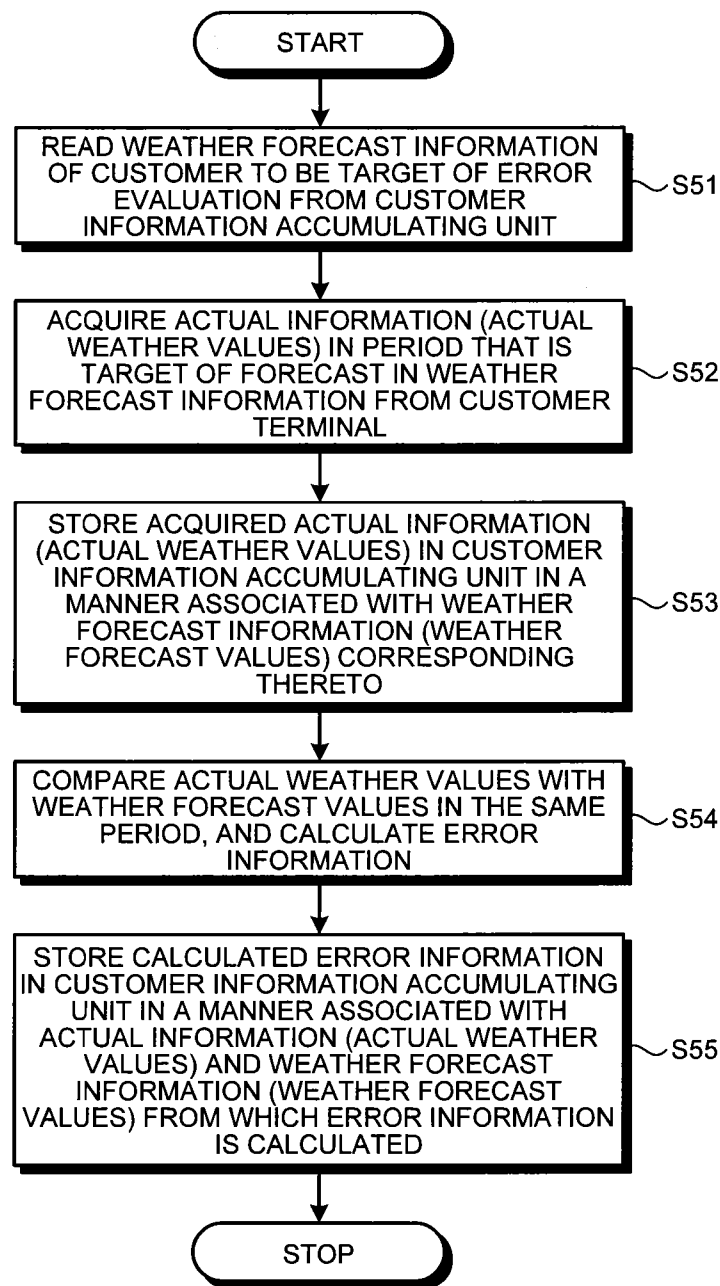 START
READ WEATHER FORECAST INFORMATION
OF CUSTOMER TO BE TARGET OF ERROR
EVALUATION FROM CUSTOMER
INFORMATION ACCUMULATING UNIT
S51
ACQUIRE ACTUAL INFORMATION (ACTUAL
WEATHER VALUES) IN PERIOD THAT IS
TARGET OF FORECAST IN WEATHER
FORECAST INFORMATION FROM CUSTOMER
TERMINAL
S52
STORE ACQUIRED ACTUAL INFORMATION
(ACTUAL WEATHER VALUES) IN CUSTOMER
INFORMATION ACCUMULATING UNIT IN A
MANNER ASSOCIATED WITH WEATHER
FORECAST INFORMATION (WEATHER
FORECAST VALUES) CORRESPONDING
THERETO
S53
COMPARE ACTUAL WEATHER VALUES WITH
WEATHER FORECAST VALUES IN THE SAME
PERIOD, AND CALCULATE ERROR
INFORMATION
S54
STORE CALCULATED ERROR INFORMATION
IN CUSTOMER INFORMATION ACCUMULATING
UNIT IN A MANNER ASSOCIATED WITH
ACTUAL INFORMATION (ACTUAL WEATHER
VALUES) AND WEATHER FORECAST
INFORMATION (WEATHER FORECAST
VALUES) FROM WHICH ERROR INFORMATION
IS CALCULATED
S55
STOP